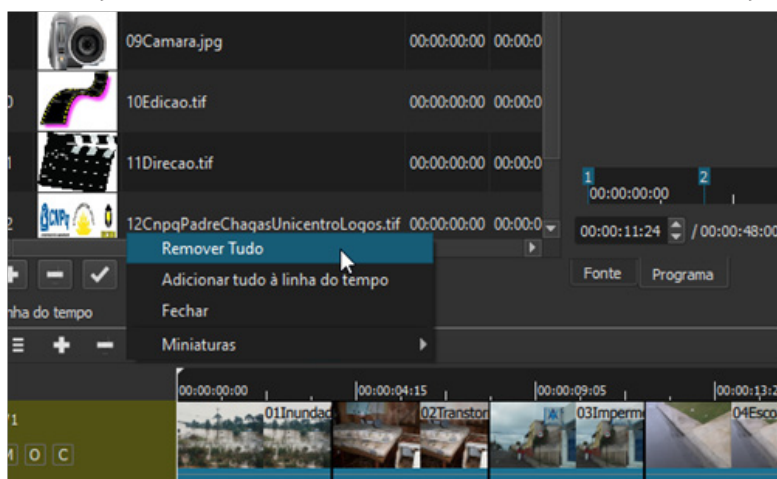 09Camara.jpg 00:00:00:00 00:00:0
10Edicao.tif 00:00:00:00 00:00:0
11Direcao.tif 00:00:00:00 00:00:0
CNPq
12CnpqPadreChagasUnicentroLogos.tif 00:00:00:00 00:00:0
1 2
00:00:00:00
00:00:11:24 / 00:00:48:00
Fonte Programa
Remover Tudo
Adicionar tudo à linha do tempo
Fechar
Miniaturas
nha do tempo
00:00:00:00 00:00:04:15 00:00:09:05 00:00:13:2
01Inundad 02Transtor 03Imperme 04Esco
M O C